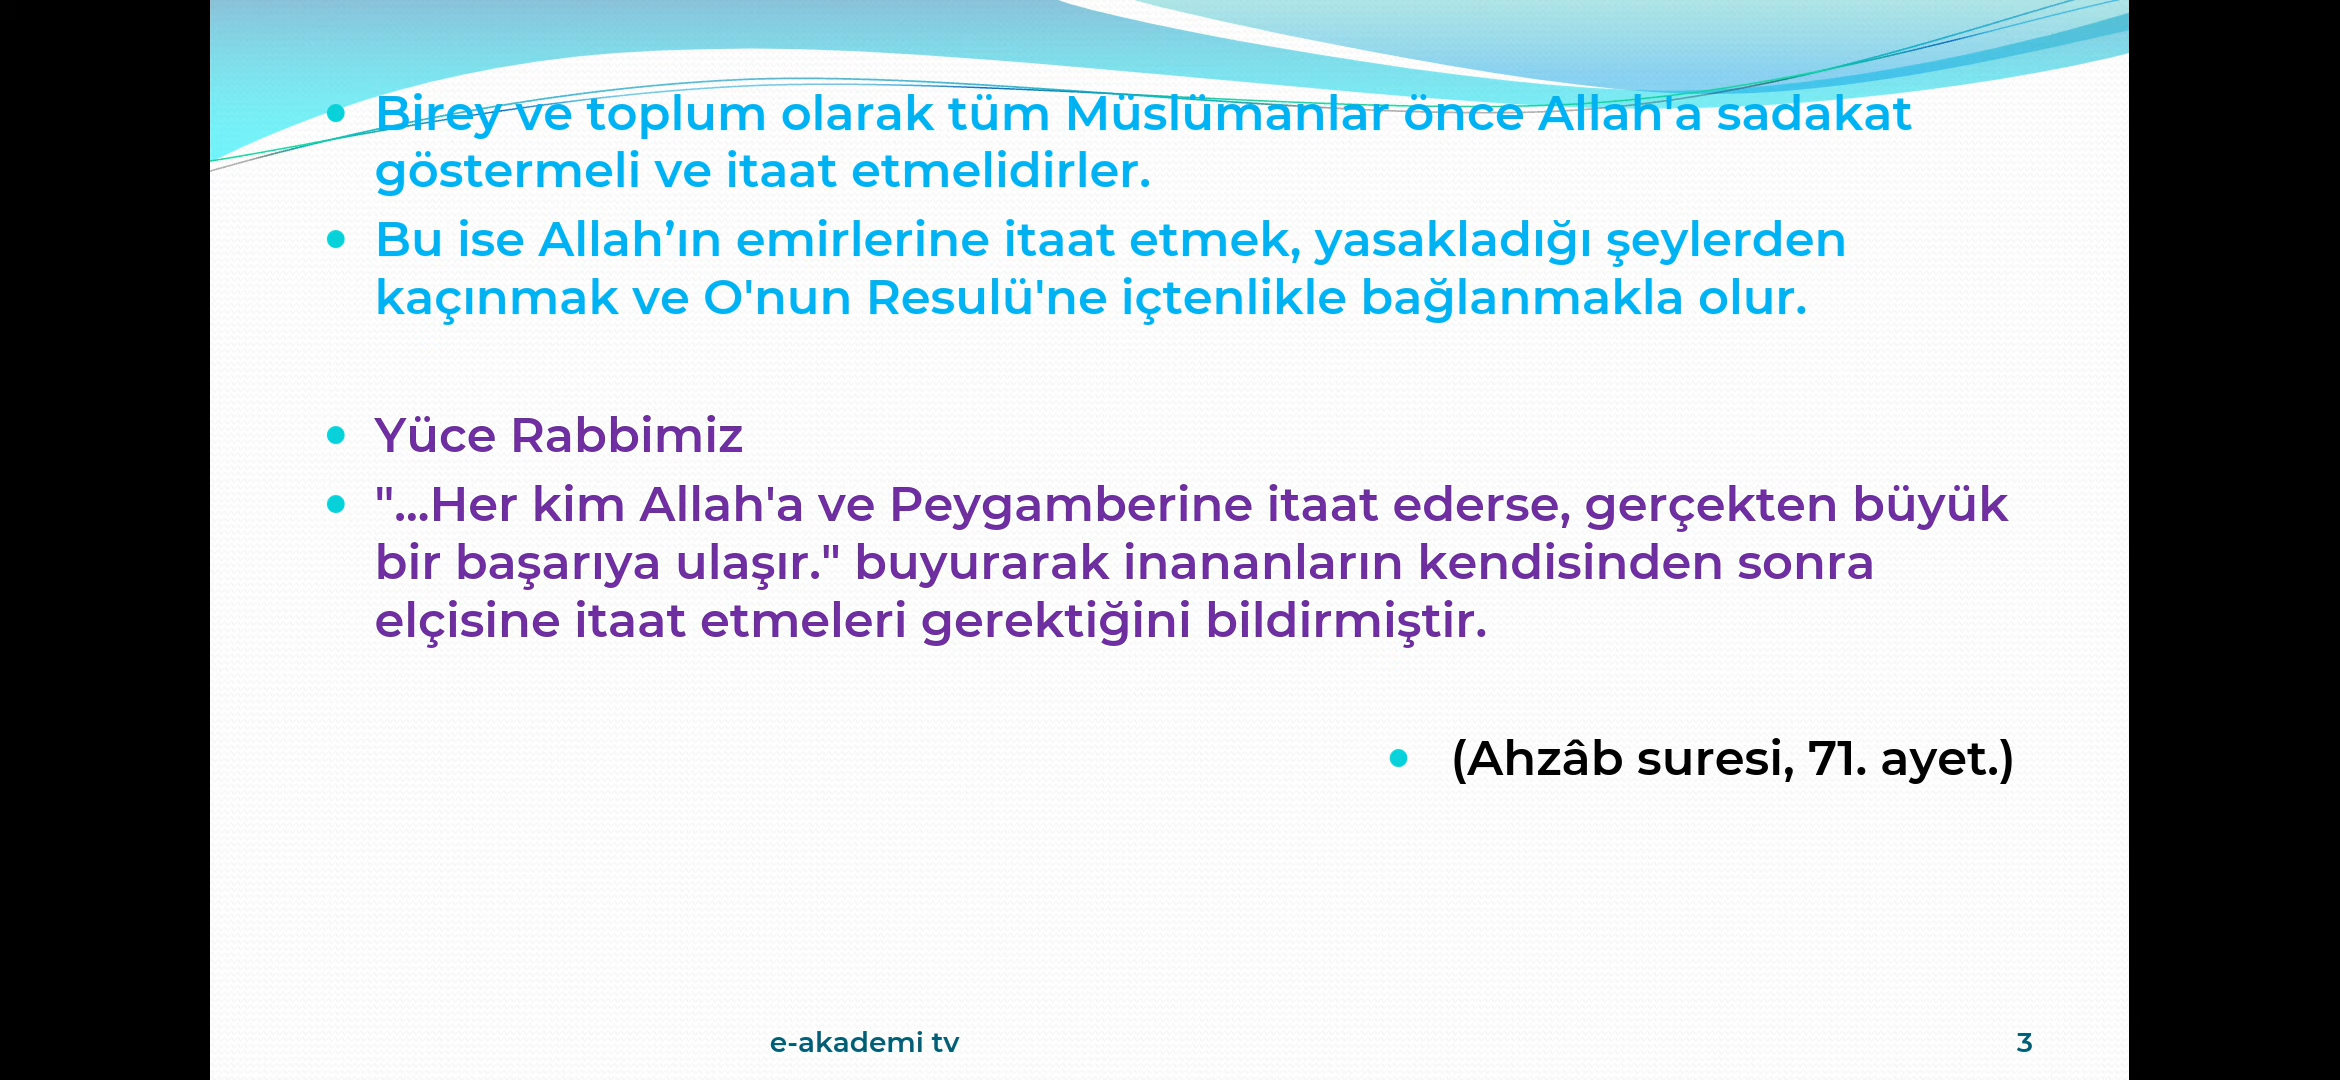 Birey ve toplum olarak tüm Müslümanlar önce Allah'a sadakat
göstermeli ve itaat etmelidirler.
Bu ise Allah’ın emirlerine itaat etmek, yasakladığı şeylerden
kaçınmak ve O'nun Resulü'ne içtenlikle bağlanmakla olur.
Yüce Rabbimiz
"...Her kim Allah'a ve Peygamberine itaat ederse, gerçekten büyük
bir başarıya ulaşır." buyurarak inananların kendisinden sonra
elçisine itaat etmeleri gerektiğini bildirmiştir.
(Ahzâb suresi, 71. ayet.)
e-akademi tv
3